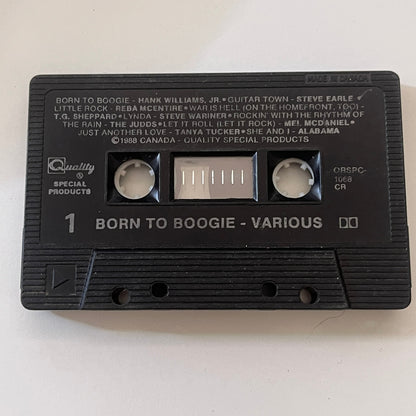 MADE IN CANADA
BORN TO BOOGIE - HANK WILLIAMS, JR. • GUITAR TOWN - STEVE EARLE
LITTLE ROCK - REBA MCENTIRE • WAR IS HELL (ON THE HOMEFRONT, TOO) -
T.G. SHEPPARD • LYNDA - STEVE WARINER • ROCKIN' WITH THE RHYTHM OF
THE RAIN - THE JUDDS • LET IT ROLL (LET IT ROCK) - MEL MCDANIEL •
JUST ANOTHER LOVE - TANYA TUCKER • SHE AND I - ALABAMA
©1988 CANADA - QUALITY SPECIAL PRODUCTS
Quality
SPECIAL
PRODUCTS
QRSPC-
1068
CR
1 BORN TO BOOGIE - VARIOUS